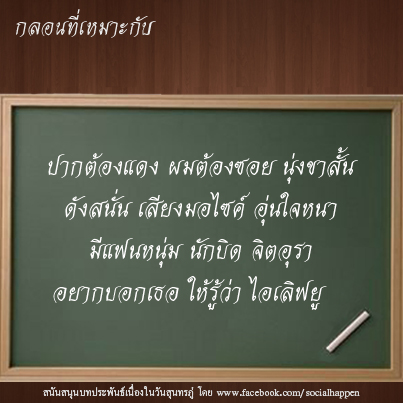 กลอนที่เหมาะกับ
ปากต้องแดง ผมต้องซอย นุ่งขาสั้น
ดังสนั่น เสียงมอไซค์ อุ่นใจหนา
มีแฟนหนุ่ม นักบิด จิตอุรา
อยากบอกเธอ ให้รู้ว่า ไอเลิฟยู
สนับสนุนบทประพันธ์เนื่องในวันสุนทรภู่ โดย www.facebook.com/socialhappen